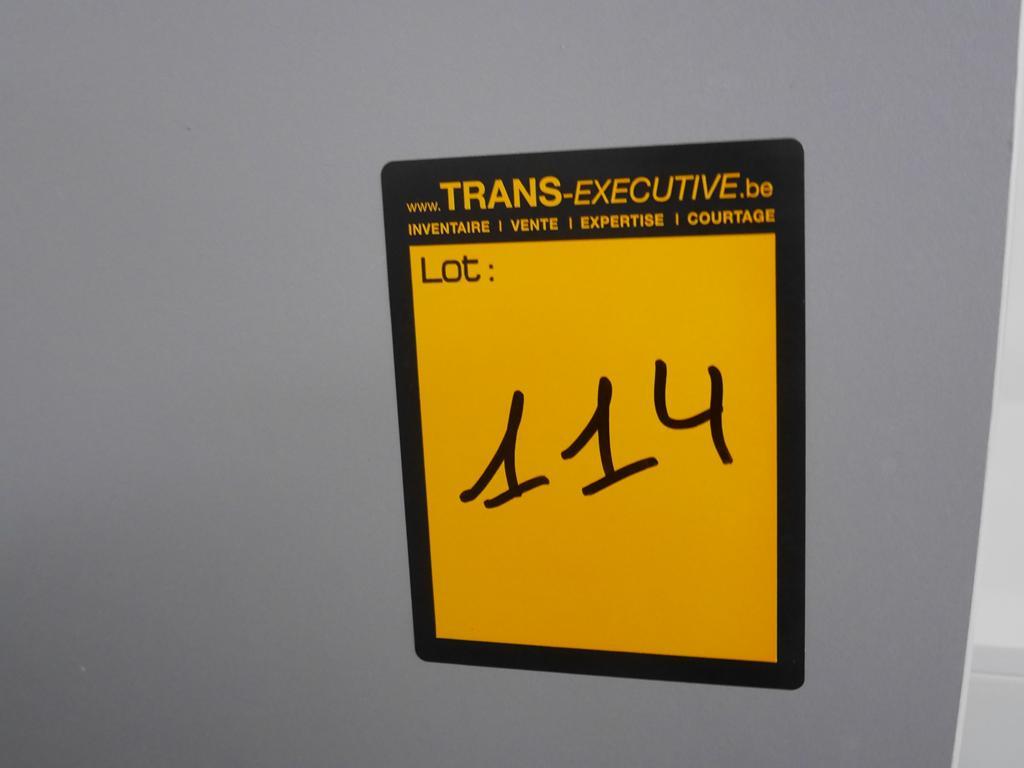 www.TRANS-EXECUTIVE.be
INVENTAIRE | VENTE | EXPERTISE | COURTAGE
Lot :
114